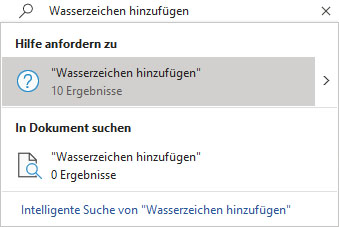 Wasserzeichen hinzufügen
Hilfe anfordern zu
"Wasserzeichen hinzufügen"
10 Ergebnisse
In Dokument suchen
"Wasserzeichen hinzufügen"
0 Ergebnisse
Intelligente Suche von "Wasserzeichen hinzufügen"